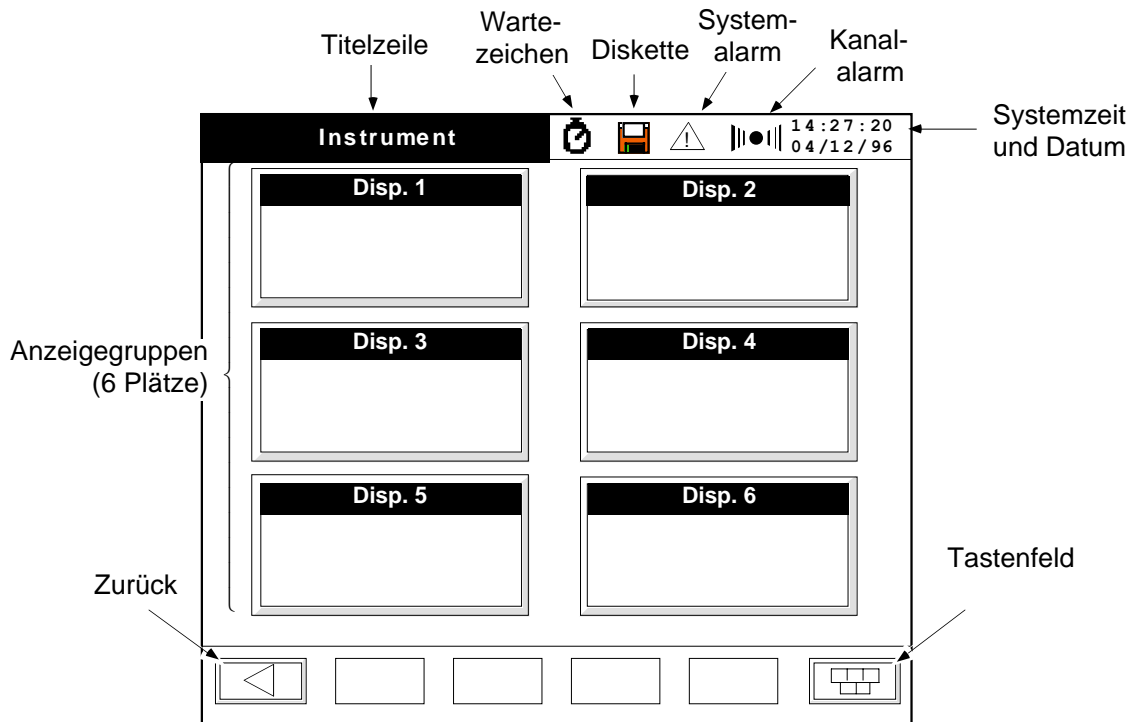 Titelzeile
Warte-
zeichen
Diskette
System-
alarm
Kanal-
alarm
Systemzeit
und Datum
Instrument
14:27:20
04/12/96
Disp. 1
Disp. 2
Anzeigegruppen
(6 Plätze)
Disp. 3
Disp. 4
Disp. 5
Disp. 6
Zurück
Tastenfeld